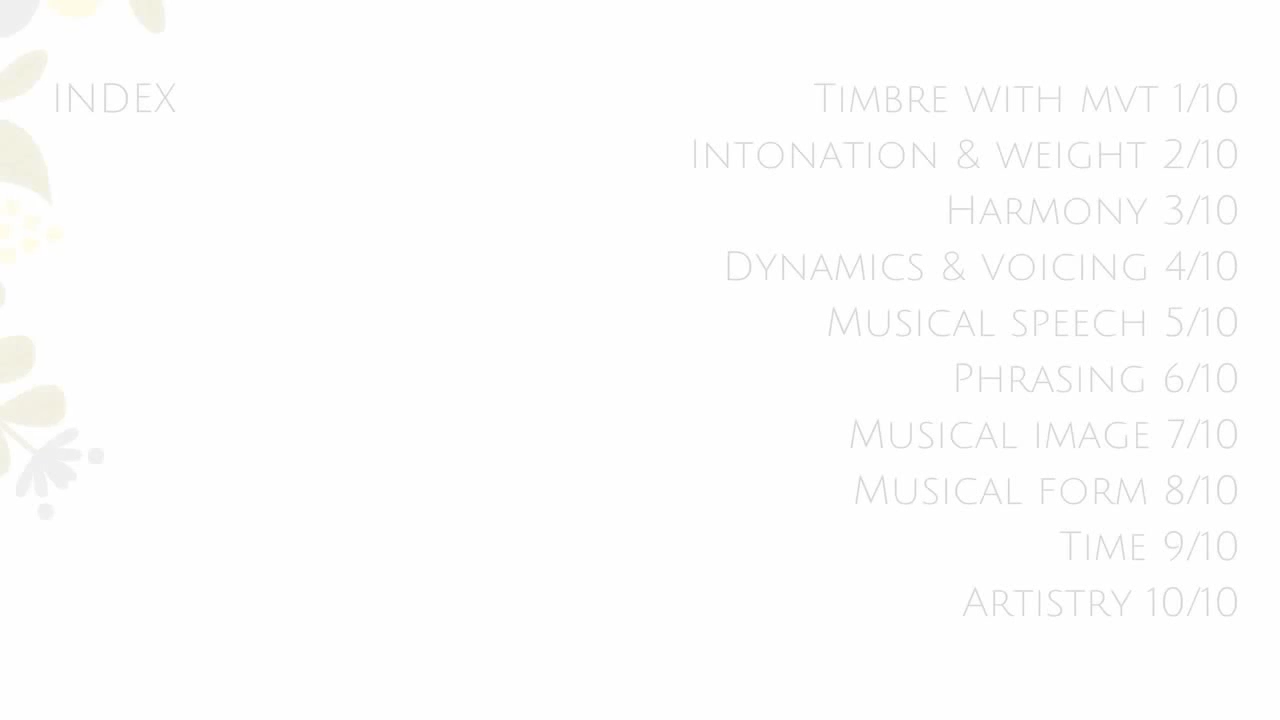 INDEX
Timbre with mvt 1/10
Intonation & weight 2/10
Harmony 3/10
Dynamics & voicing 4/10
Musical speech 5/10
Phrasing 6/10
Musical image 7/10
Musical form 8/10
Time 9/10
Artistry 10/10